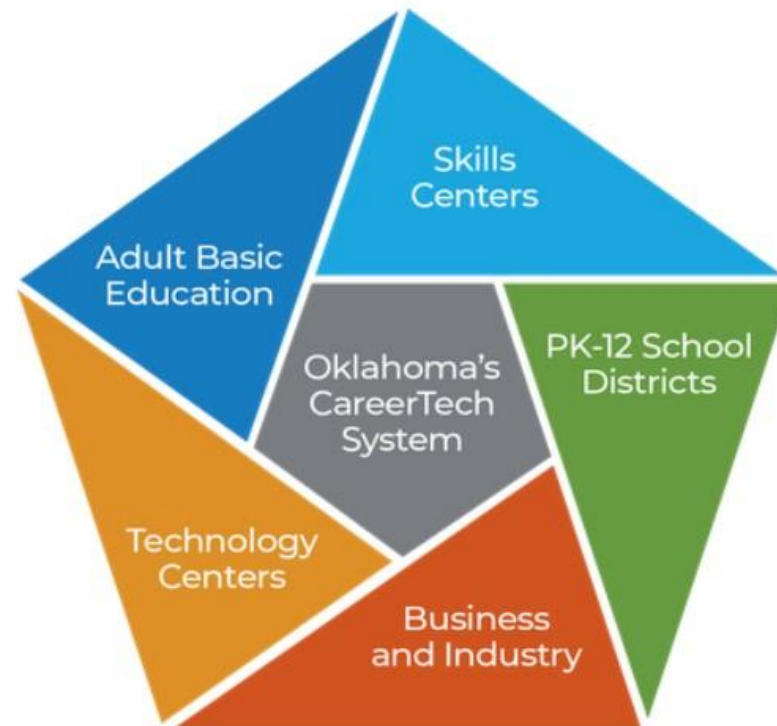 Skills
Centers
Adult Basic
Education
PK-12 School
Districts
Oklahoma's
CareerTech
System
Technology
Centers
Business
and Industry